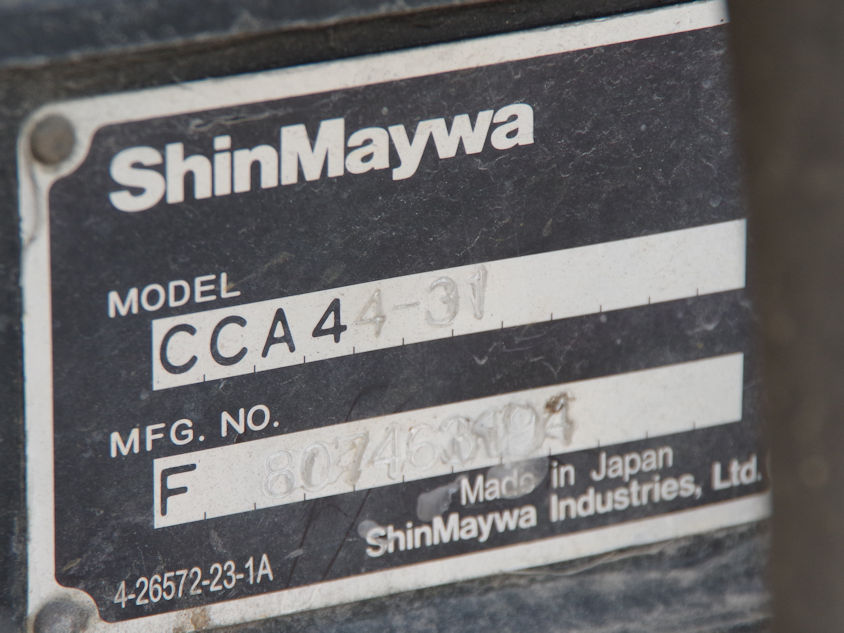 ShinMaywa
MODEL
CCA44-31
MFG. NO.
F
Made in Japan
ShinMaywa Industries, Ltd.
4-26572-23-1A